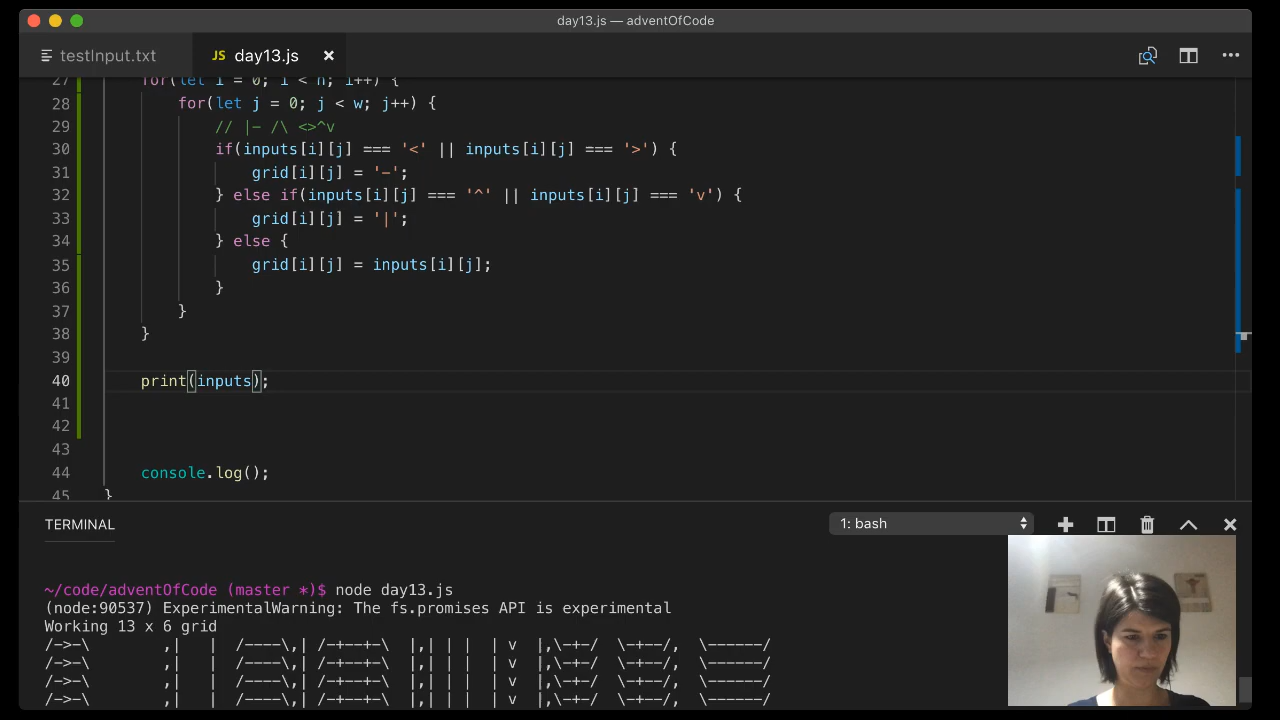 day13.js — adventOfCode
testInput.txt
JS day13.js ×
27 for(let i = 0; i < h; i++) {
28 for(let j = 0; j < w; j++) {
29 // |- /\ <>^v
30 if(inputs[i][j] === '<' || inputs[i][j] === '>') {
31 grid[i][j] = '-';
32 } else if(inputs[i][j] === '^' || inputs[i][j] === 'v') {
33 grid[i][j] = '|';
34 } else {
35 grid[i][j] = inputs[i][j];
36 }
37 }
38 }
39
40 print(inputs);
41
42
43
44 console.log();
45 }
TERMINAL
1: bash
~/code/adventOfCode (master *)$ node day13.js
(node:90537) ExperimentalWarning: The fs.promises API is experimental
Working 13 x 6 grid
/->-\        ,|   |  /----\,| /-+--+-\  |,| | |  | v  |,\-+-/  \-+--/,  \------/
/->-\        ,|   |  /----\,| /-+--+-\  |,| | |  | v  |,\-+-/  \-+--/,  \------/
/->-\        ,|   |  /----\,| /-+--+-\  |,| | |  | v  |,\-+-/  \-+--/,  \------/
/->-\        ,|   |  /----\,| /-+--+-\  |,| | |  | v  |,\-+-/  \-+--/,  \------/